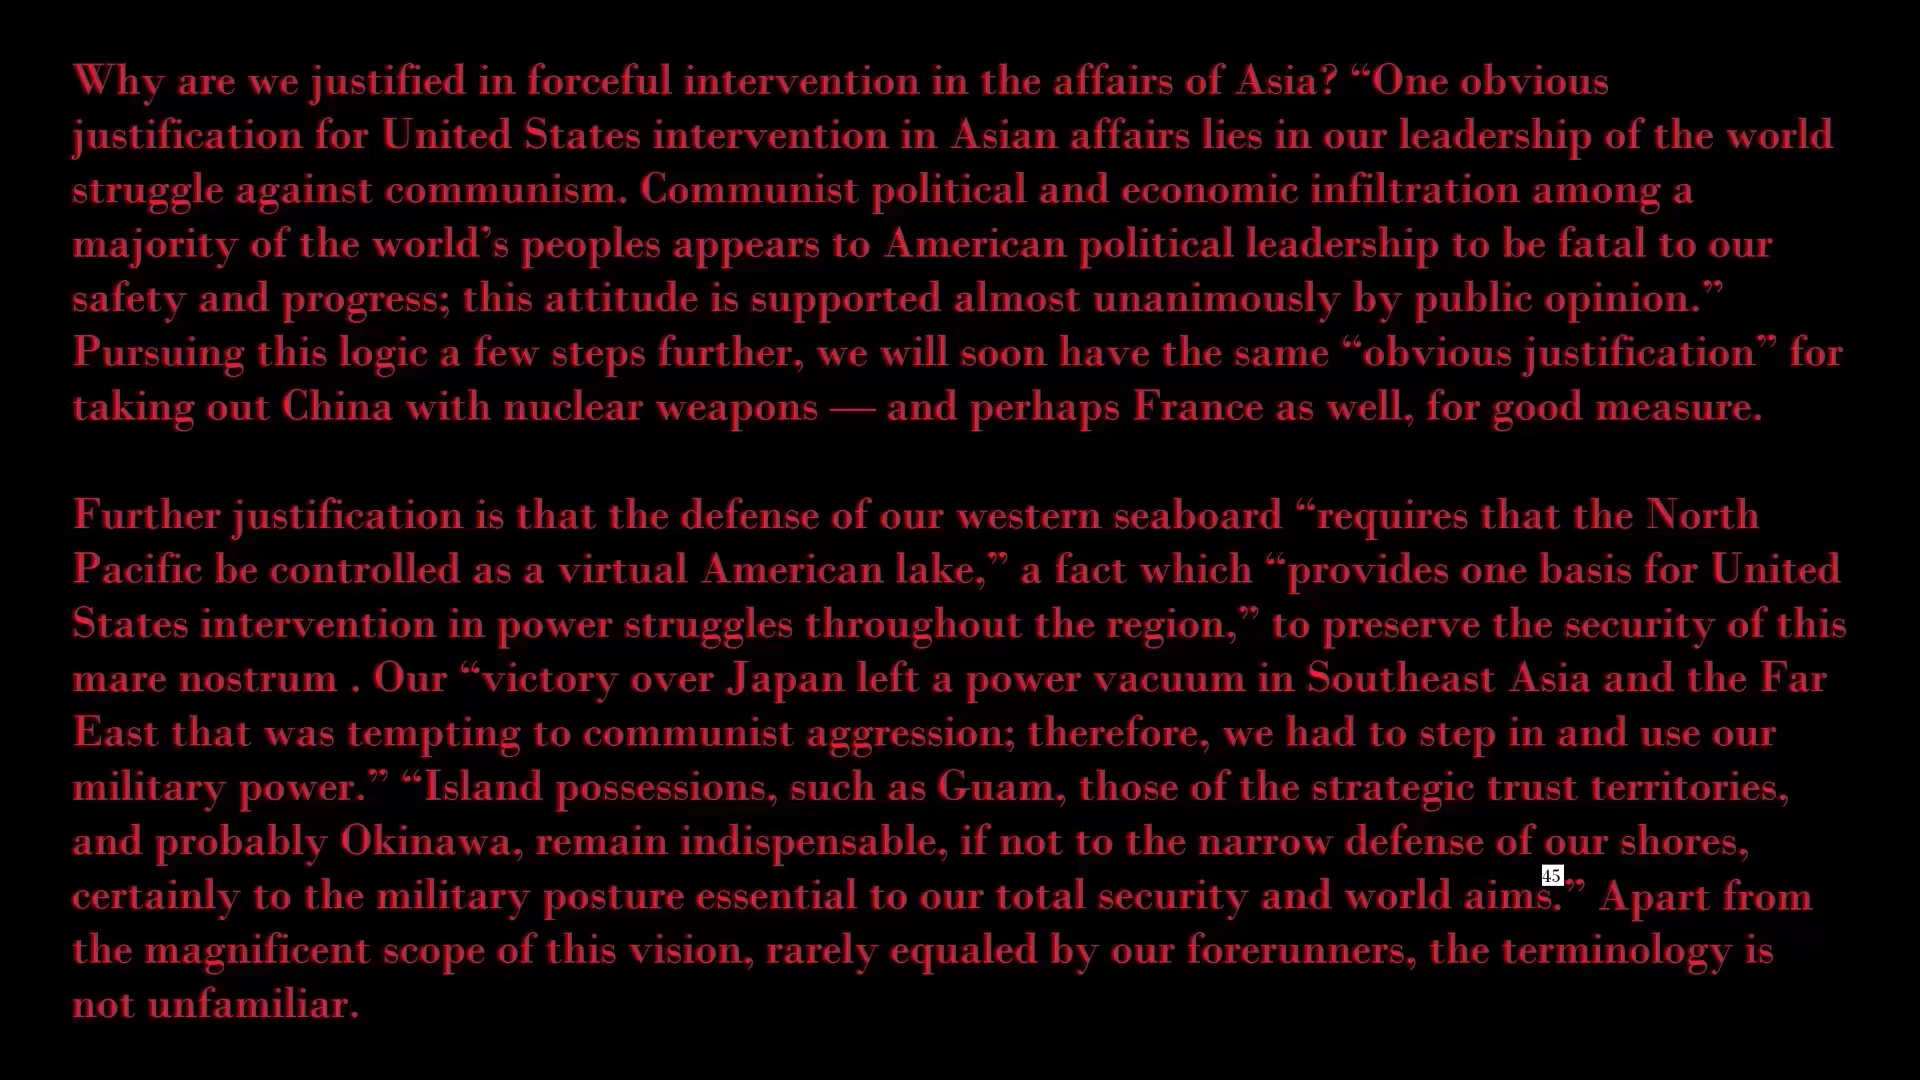 Why are we justified in forceful intervention in the affairs of Asia? “One obvious
justification for United States intervention in Asian affairs lies in our leadership of the world
struggle against communism. Communist political and economic infiltration among a
majority of the world’s peoples appears to American political leadership to be fatal to our
safety and progress; this attitude is supported almost unanimously by public opinion.”
Pursuing this logic a few steps further, we will soon have the same “obvious justification” for
taking out China with nuclear weapons — and perhaps France as well, for good measure.
Further justification is that the defense of our western seaboard “requires that the North
Pacific be controlled as a virtual American lake,” a fact which “provides one basis for United
States intervention in power struggles throughout the region,” to preserve the security of this
mare nostrum . Our “victory over Japan left a power vacuum in Southeast Asia and the Far
East that was tempting to communist aggression; therefore, we had to step in and use our
military power.” “Island possessions, such as Guam, those of the strategic trust territories,
and probably Okinawa, remain indispensable, if not to the narrow defense of our shores,
certainly to the military posture essential to our total security and world aims.”45 Apart from
the magnificent scope of this vision, rarely equaled by our forerunners, the terminology is
not unfamiliar.